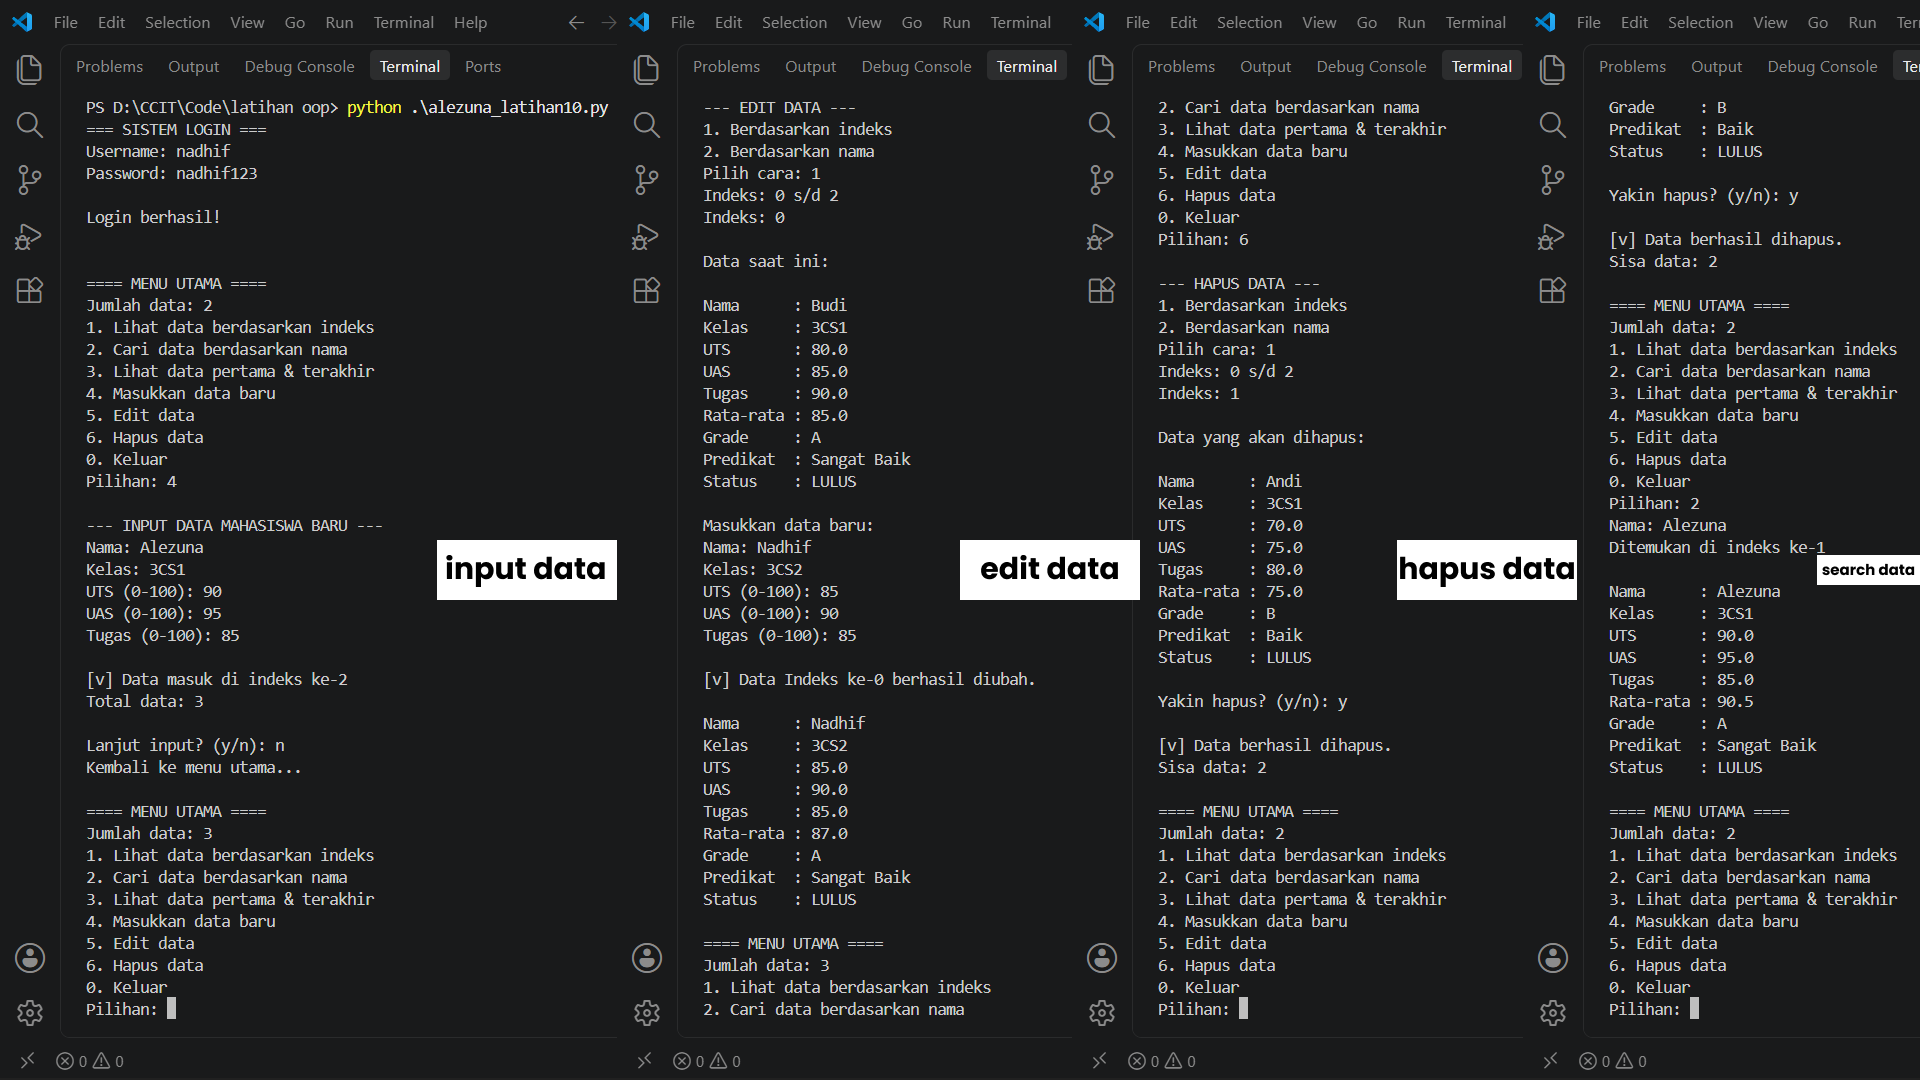 File Edit Selection View Go Run Terminal Help
Problems Output Debug Console Terminal Ports
PS D:\CCIT\Code\latihan oop> python .\alezuna_latihan10.py
=== SISTEM LOGIN ===
Username: nadhif
Password: nadhif123
Login berhasil!
==== MENU UTAMA ====
Jumlah data: 2
1. Lihat data berdasarkan indeks
2. Cari data berdasarkan nama
3. Lihat data pertama & terakhir
4. Masukkan data baru
5. Edit data
6. Hapus data
0. Keluar
Pilihan: 4
--- INPUT DATA MAHASISWA BARU ---
Nama: Alezuna
Kelas: 3CS1
UTS (0-100): 90
UAS (0-100): 95
Tugas (0-100): 85
[v] Data masuk di indeks ke-2
Total data: 3
Lanjut input? (y/n): n
Kembali ke menu utama...
==== MENU UTAMA ====
Jumlah data: 3
1. Lihat data berdasarkan indeks
2. Cari data berdasarkan nama
3. Lihat data pertama & terakhir
4. Masukkan data baru
5. Edit data
6. Hapus data
0. Keluar
Pilihan:
0 0
input data
File Edit Selection View Go Run Terminal
Problems Output Debug Console Terminal
--- EDIT DATA ---
1. Berdasarkan indeks
2. Berdasarkan nama
Pilih cara: 1
Indeks: 0 s/d 2
Indeks: 0
Data saat ini:
Nama : Budi
Kelas : 3CS1
UTS : 80.0
UAS : 85.0
Tugas : 90.0
Rata-rata : 85.0
Grade : A
Predikat : Sangat Baik
Status : LULUS
Masukkan data baru:
Nama: Nadhif
Kelas: 3CS2
UTS (0-100): 85
UAS (0-100): 90
Tugas (0-100): 85
[v] Data Indeks ke-0 berhasil diubah.
Nama : Nadhif
Kelas : 3CS2
UTS : 85.0
UAS : 90.0
Tugas : 85.0
Rata-rata : 87.0
Grade : A
Predikat : Sangat Baik
Status : LULUS
==== MENU UTAMA ====
Jumlah data: 3
1. Lihat data berdasarkan indeks
2. Cari data berdasarkan nama
0 0
edit data
File Edit Selection View Go Run Terminal
Problems Output Debug Console Terminal
2. Cari data berdasarkan nama
3. Lihat data pertama & terakhir
4. Masukkan data baru
5. Edit data
6. Hapus data
0. Keluar
Pilihan: 6
--- HAPUS DATA ---
1. Berdasarkan indeks
2. Berdasarkan nama
Pilih cara: 1
Indeks: 0 s/d 2
Indeks: 1
Data yang akan dihapus:
Nama : Andi
Kelas : 3CS1
UTS : 70.0
UAS : 75.0
Tugas : 80.0
Rata-rata : 75.0
Grade : B
Predikat : Baik
Status : LULUS
Yakin hapus? (y/n): y
[v] Data berhasil dihapus.
Sisa data: 2
==== MENU UTAMA ====
Jumlah data: 2
1. Lihat data berdasarkan indeks
2. Cari data berdasarkan nama
3. Lihat data pertama & terakhir
4. Masukkan data baru
5. Edit data
6. Hapus data
0. Keluar
Pilihan:
0 0
hapus data
File Edit Selection View Go Run Ter
Problems Output Debug Console Te
Grade : B
Predikat : Baik
Status : LULUS
Yakin hapus? (y/n): y
[v] Data berhasil dihapus.
Sisa data: 2
==== MENU UTAMA ====
Jumlah data: 2
1. Lihat data berdasarkan indeks
2. Cari data berdasarkan nama
3. Lihat data pertama & terakhir
4. Masukkan data baru
5. Edit data
6. Hapus data
0. Keluar
Pilihan: 2
Nama: Alezuna
Ditemukan di indeks ke-1
Nama : Alezuna
Kelas : 3CS1
UTS : 90.0
UAS : 95.0
Tugas : 85.0
Rata-rata : 90.5
Grade : A
Predikat : Sangat Baik
Status : LULUS
==== MENU UTAMA ====
Jumlah data: 2
1. Lihat data berdasarkan indeks
2. Cari data berdasarkan nama
3. Lihat data pertama & terakhir
4. Masukkan data baru
5. Edit data
6. Hapus data
0. Keluar
Pilihan:
0 0
search data